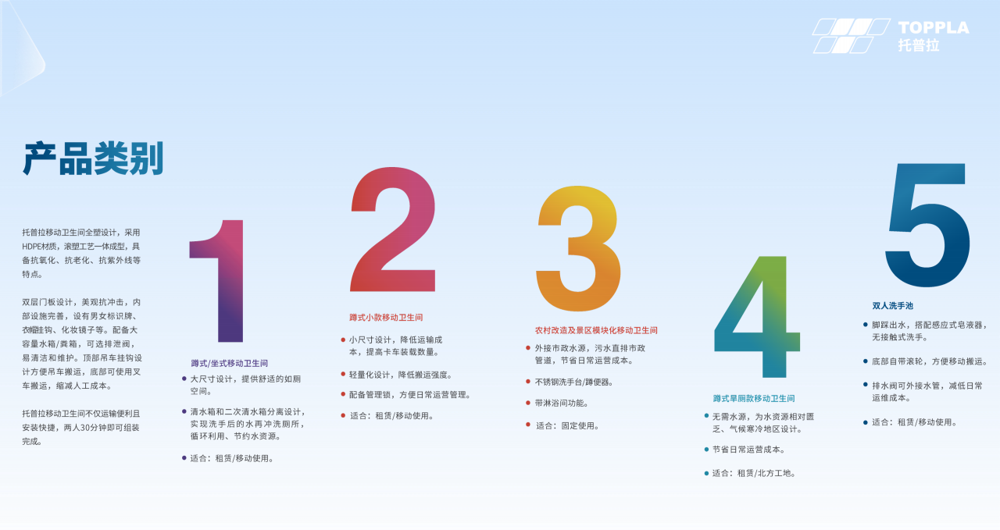 TOPPLA
托普拉
产品类别
托普拉移动卫生间全塑设计，采用
HDPE材质，滚塑工艺一体成型，具
备抗氧化、抗老化、抗紫外线等
特点。
双层门板设计，美观抗冲击，内
部设施完善，设有男女标识牌、
衣帽挂钩、化妆镜子等。配备大
容量水箱/粪箱，可选排泄阀，
易清洁和维护。顶部吊车挂钩设
计方便吊车搬运，底部可使用叉
车搬运，缩减人工成本。
托普拉移动卫生间不仅运输便利且
安装快捷，两人30分钟即可组装
完成。
1
蹲式/坐式移动卫生间
大尺寸设计，提供舒适的如厕
空间。
清水箱和二次清水箱分离设计，
实现洗手后的水再冲洗厕所，
循环利用、节约水资源。
适合：租赁/移动使用。
2
蹲式小款移动卫生间
小尺寸设计，降低运输成
本，提高卡车装载数量。
轻量化设计，降低搬运强度。
配备管理锁，方便日常运营管理。
适合：租赁/移动使用。
3
农村改造及景区模块化移动卫生间
外接市政水源，污水直排市政
管道，节省日常运营成本。
不锈钢洗手台/蹲便器。
带淋浴间功能。
适合：固定使用。
4
蹲式旱厕款移动卫生间
无需水源，为水资源相对匮
乏、气候寒冷地区设计。
节省日常运营成本。
适合：租赁/北方工地。
5
双人洗手池
脚踩出水，搭配感应式皂液器，
无接触式洗手。
底部自带滚轮，方便移动搬运。
排水阀可外接水管，减低日常
运维成本。
适合：租赁/移动使用。